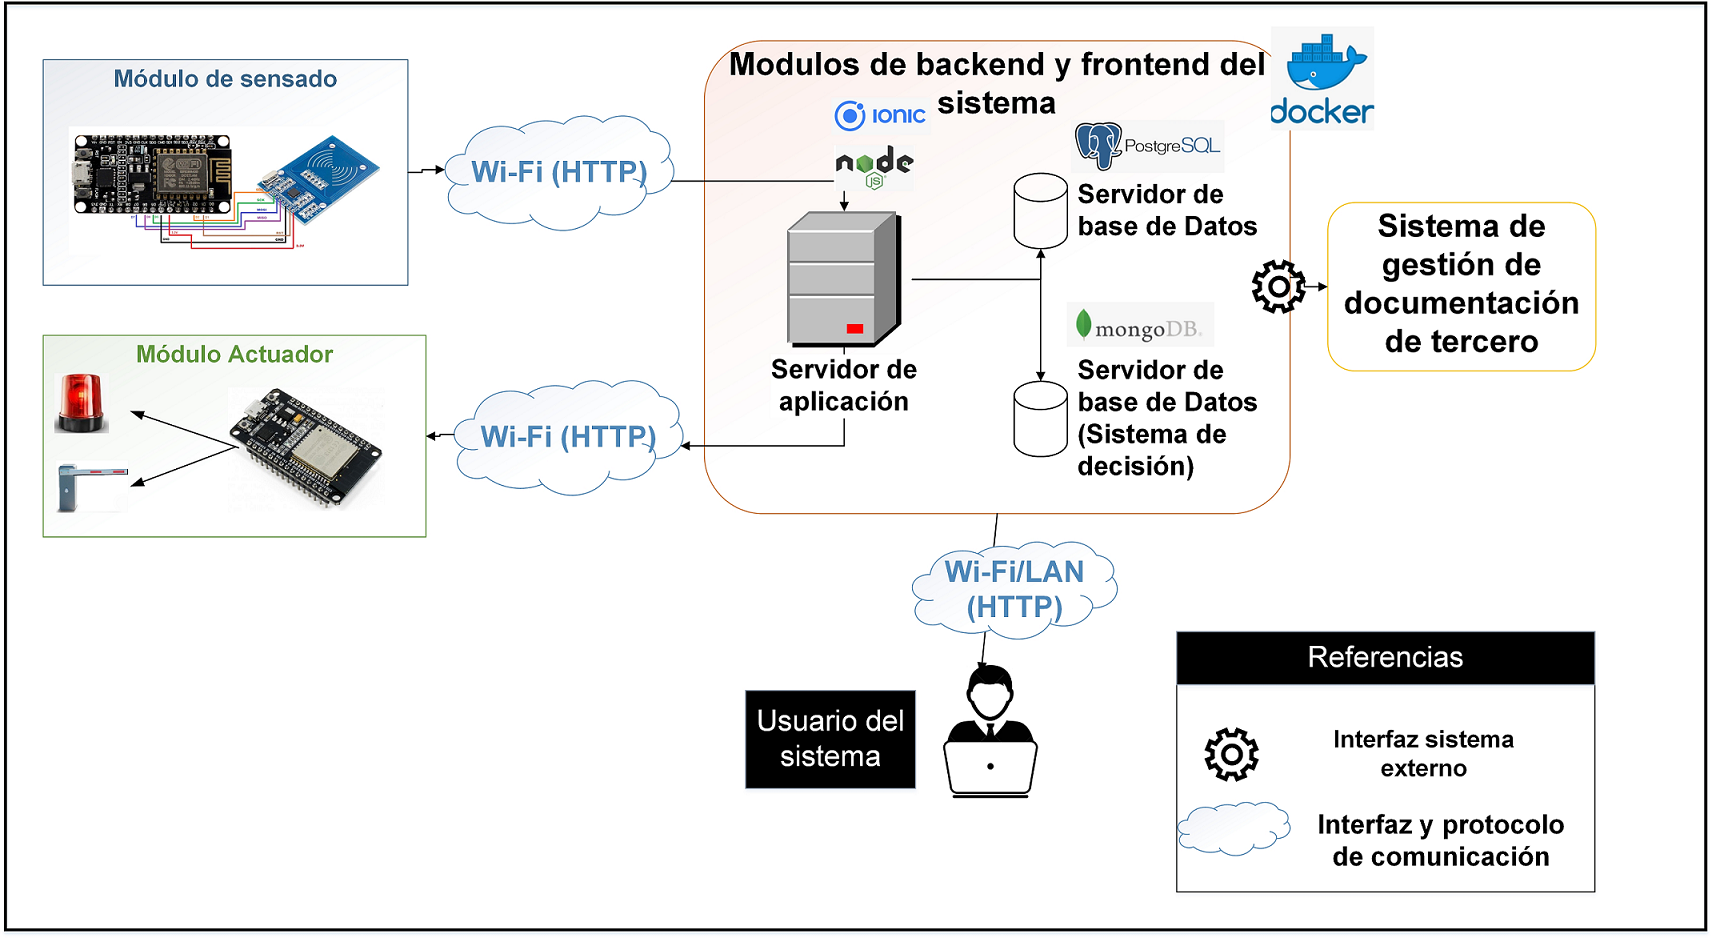 Módulo de sensado
Wi-Fi (HTTP)
Modulos de backend y frontend del
sistema
IONIC
node
JS
PostgreSQL
docker
Servidor de
base de Datos
Sistema de
gestión de
documentación
de tercero
mongoDB
Servidor de
aplicación
Servidor de
base de Datos
(Sistema de
decisión)
Módulo Actuador
Wi-Fi (HTTP)
Wi-Fi/LAN
(HTTP)
Usuario del
sistema
Referencias
Interfaz sistema
externo
Interfaz y protocolo
de comunicación